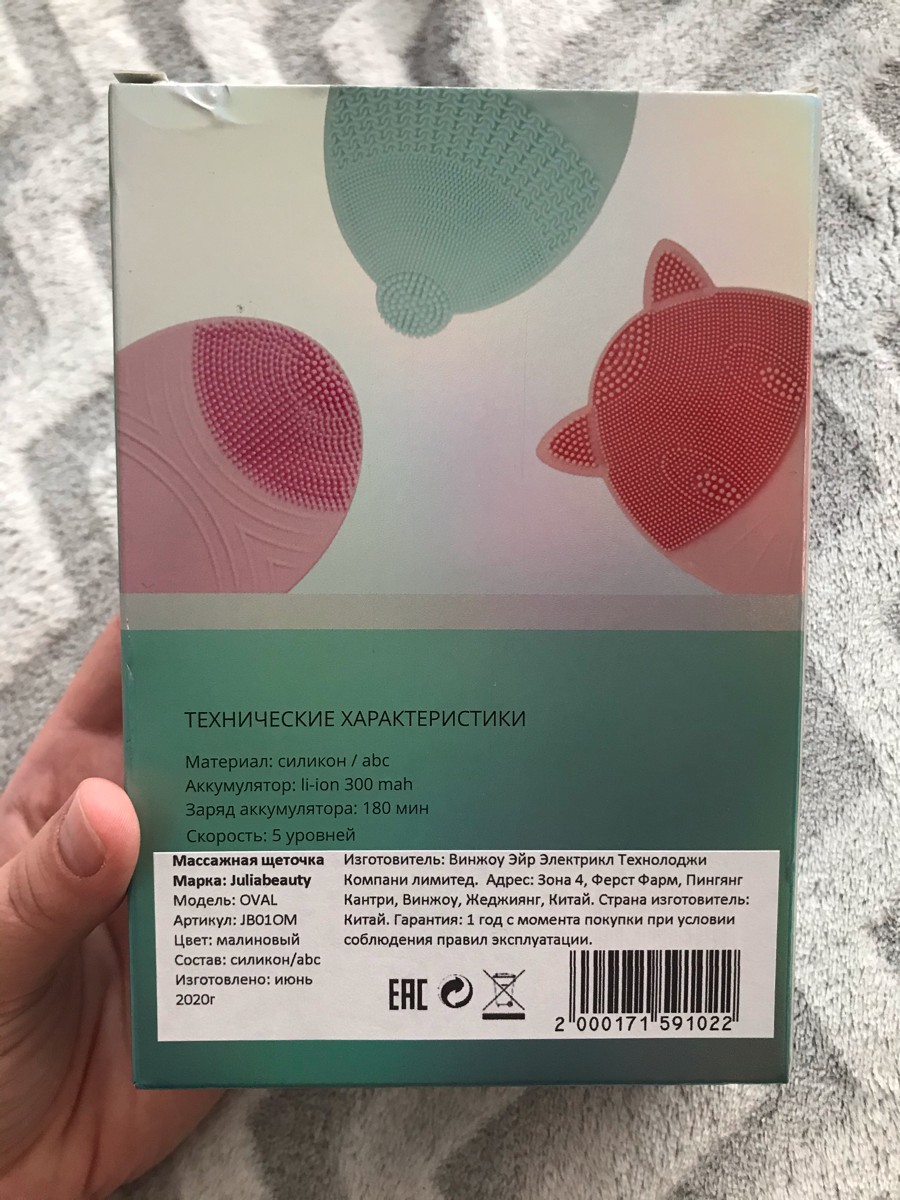 ТЕХНИЧЕСКИЕ ХАРАКТЕРИСТИКИ
Материал: силикон / abc
Аккумулятор: li-ion 300 mah
Заряд аккумулятора: 180 мин
Скорость: 5 уровней
Массажная щеточка
Марка: Juliabeauty
Модель: OVAL
Артикул: JB01OM
Цвет: малиновый
Состав: силикон/abc
Изготовлено: июнь
2020г
Изготовитель: Винжоу Эйр Электрикл Технолоджи
Компани лимитед. Адрес: Зона 4, Ферст Фарм, Пингянг
Кантри, Винжоу, Жеджиянг, Китай. Страна изготовитель:
Китай. Гарантия: 1 год с момента покупки при условии
соблюдения правил эксплуатации.
EAC
2 000171 591022